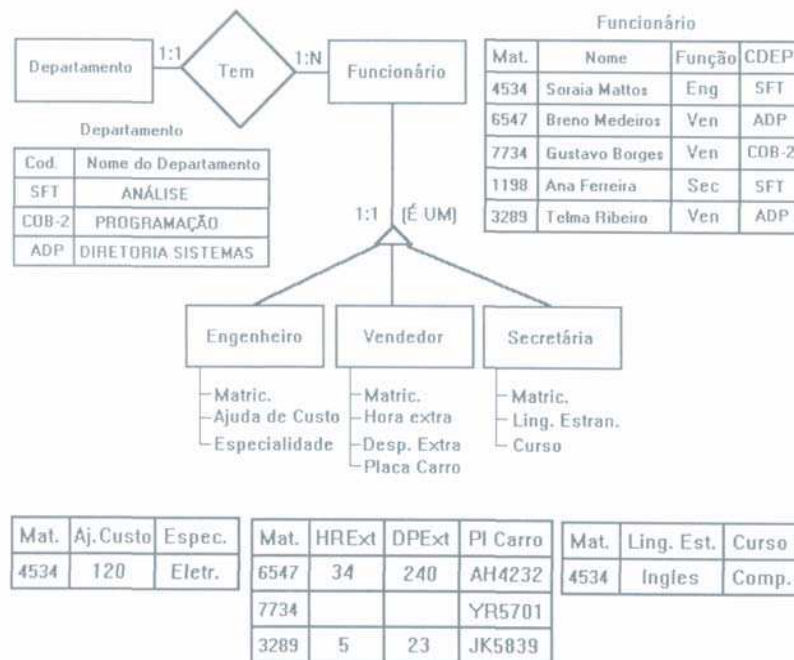 Departamento
1:1
Tem
1:N
Funcionário
Funcionário
Mat. Nome Função CDEP
4534 Soraia Mattos Eng SFT
6547 Breno Medeiros Ven ADP
7734 Gustavo Borges Ven COB-2
1198 Ana Ferreira Sec SFT
3289 Telma Ribeiro Ven ADP
Departamento
Cod. Nome do Departamento
SFT ANÁLISE
COB-2 PROGRAMAÇÃO
ADP DIRETORIA SISTEMAS
1:1 (É UM)
Engenheiro
Matric.
Ajuda de Custo
Especialidade
Vendedor
Matric.
Hora extra
Desp. Extra
Placa Carro
Secretária
Matric.
Ling. Estran.
Curso
Mat. Aj.Custo Espec.
4534 120 Eletr.
Mat. HRExt DPExt Pl Carro
6547 34 240 AH4232
7734 YR5701
3289 5 23 JK5839
Mat. Ling. Est. Curso
4534 Ingles Comp.